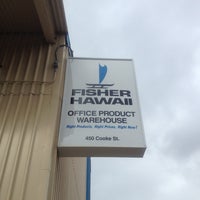 FISHER
HAWAII
OFFICE PRODUCT
WAREHOUSE
Right Products. Right Prices. Right Now!
450 Cooke St.